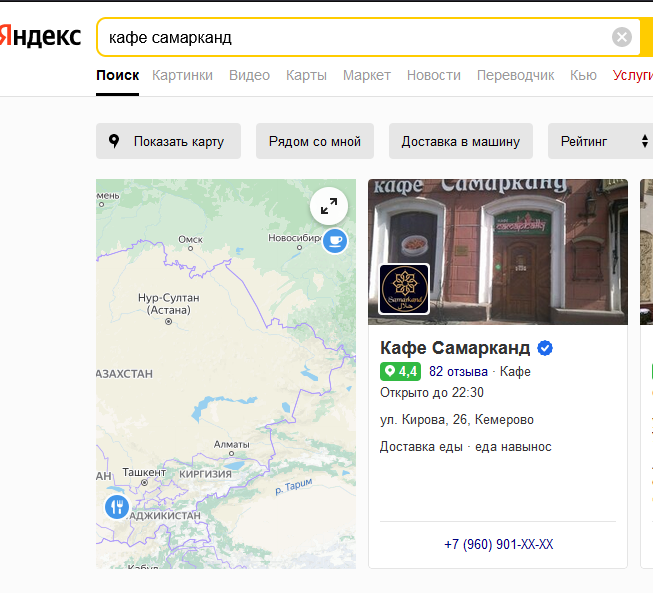 Яндекс
кафе самарканд
Поиск Картинки Видео Карты Маркет Новости Переводчик Кью Услуги
Показать карту Рядом со мной Доставка в машину Рейтинг
мень
Омск
Новосибирс
Нур-Султан
(Астана)
АЗАХСТАН
Алматы
Ташкент
КИРГИЗИЯ
АН
АДЖИКИСТАН
р. Тарим
Кабул
кафе Самарканд
Samarkand
Кафе Самарканд
4,4 82 отзыва · Кафе
Открыто до 22:30
ул. Кирова, 26, Кемерово
Доставка еды · еда навынос
+7 (960) 901-XX-XX